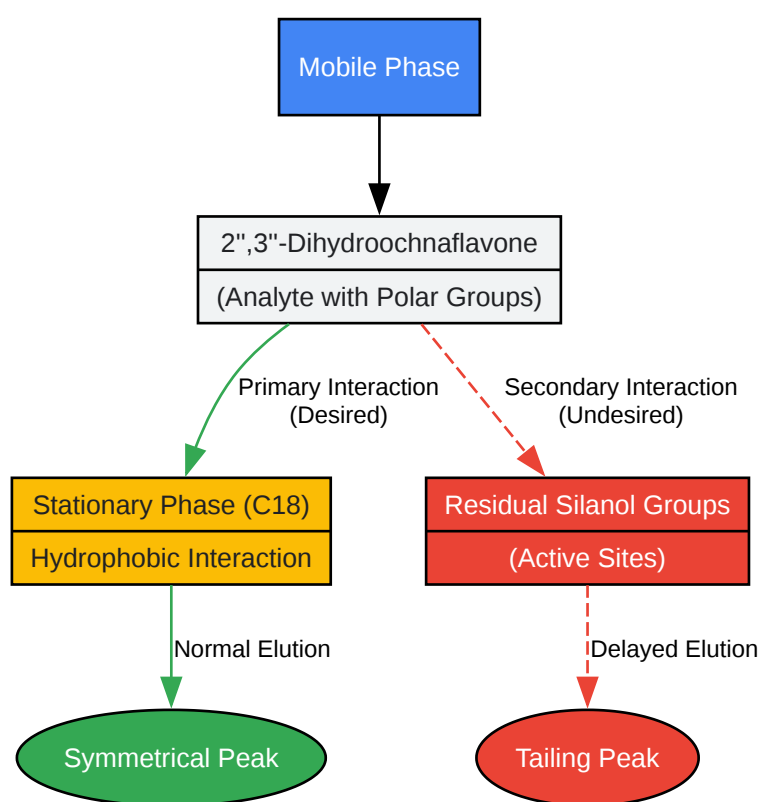 Mobile Phase
2",3"-Dihydroochnaflavone
(Analyte with Polar Groups)
Primary Interaction
(Desired)
Secondary Interaction
(Undesired)
Stationary Phase (C18)
Hydrophobic Interaction
Residual Silanol Groups
(Active Sites)
Normal Elution
Delayed Elution
Symmetrical Peak
Tailing Peak